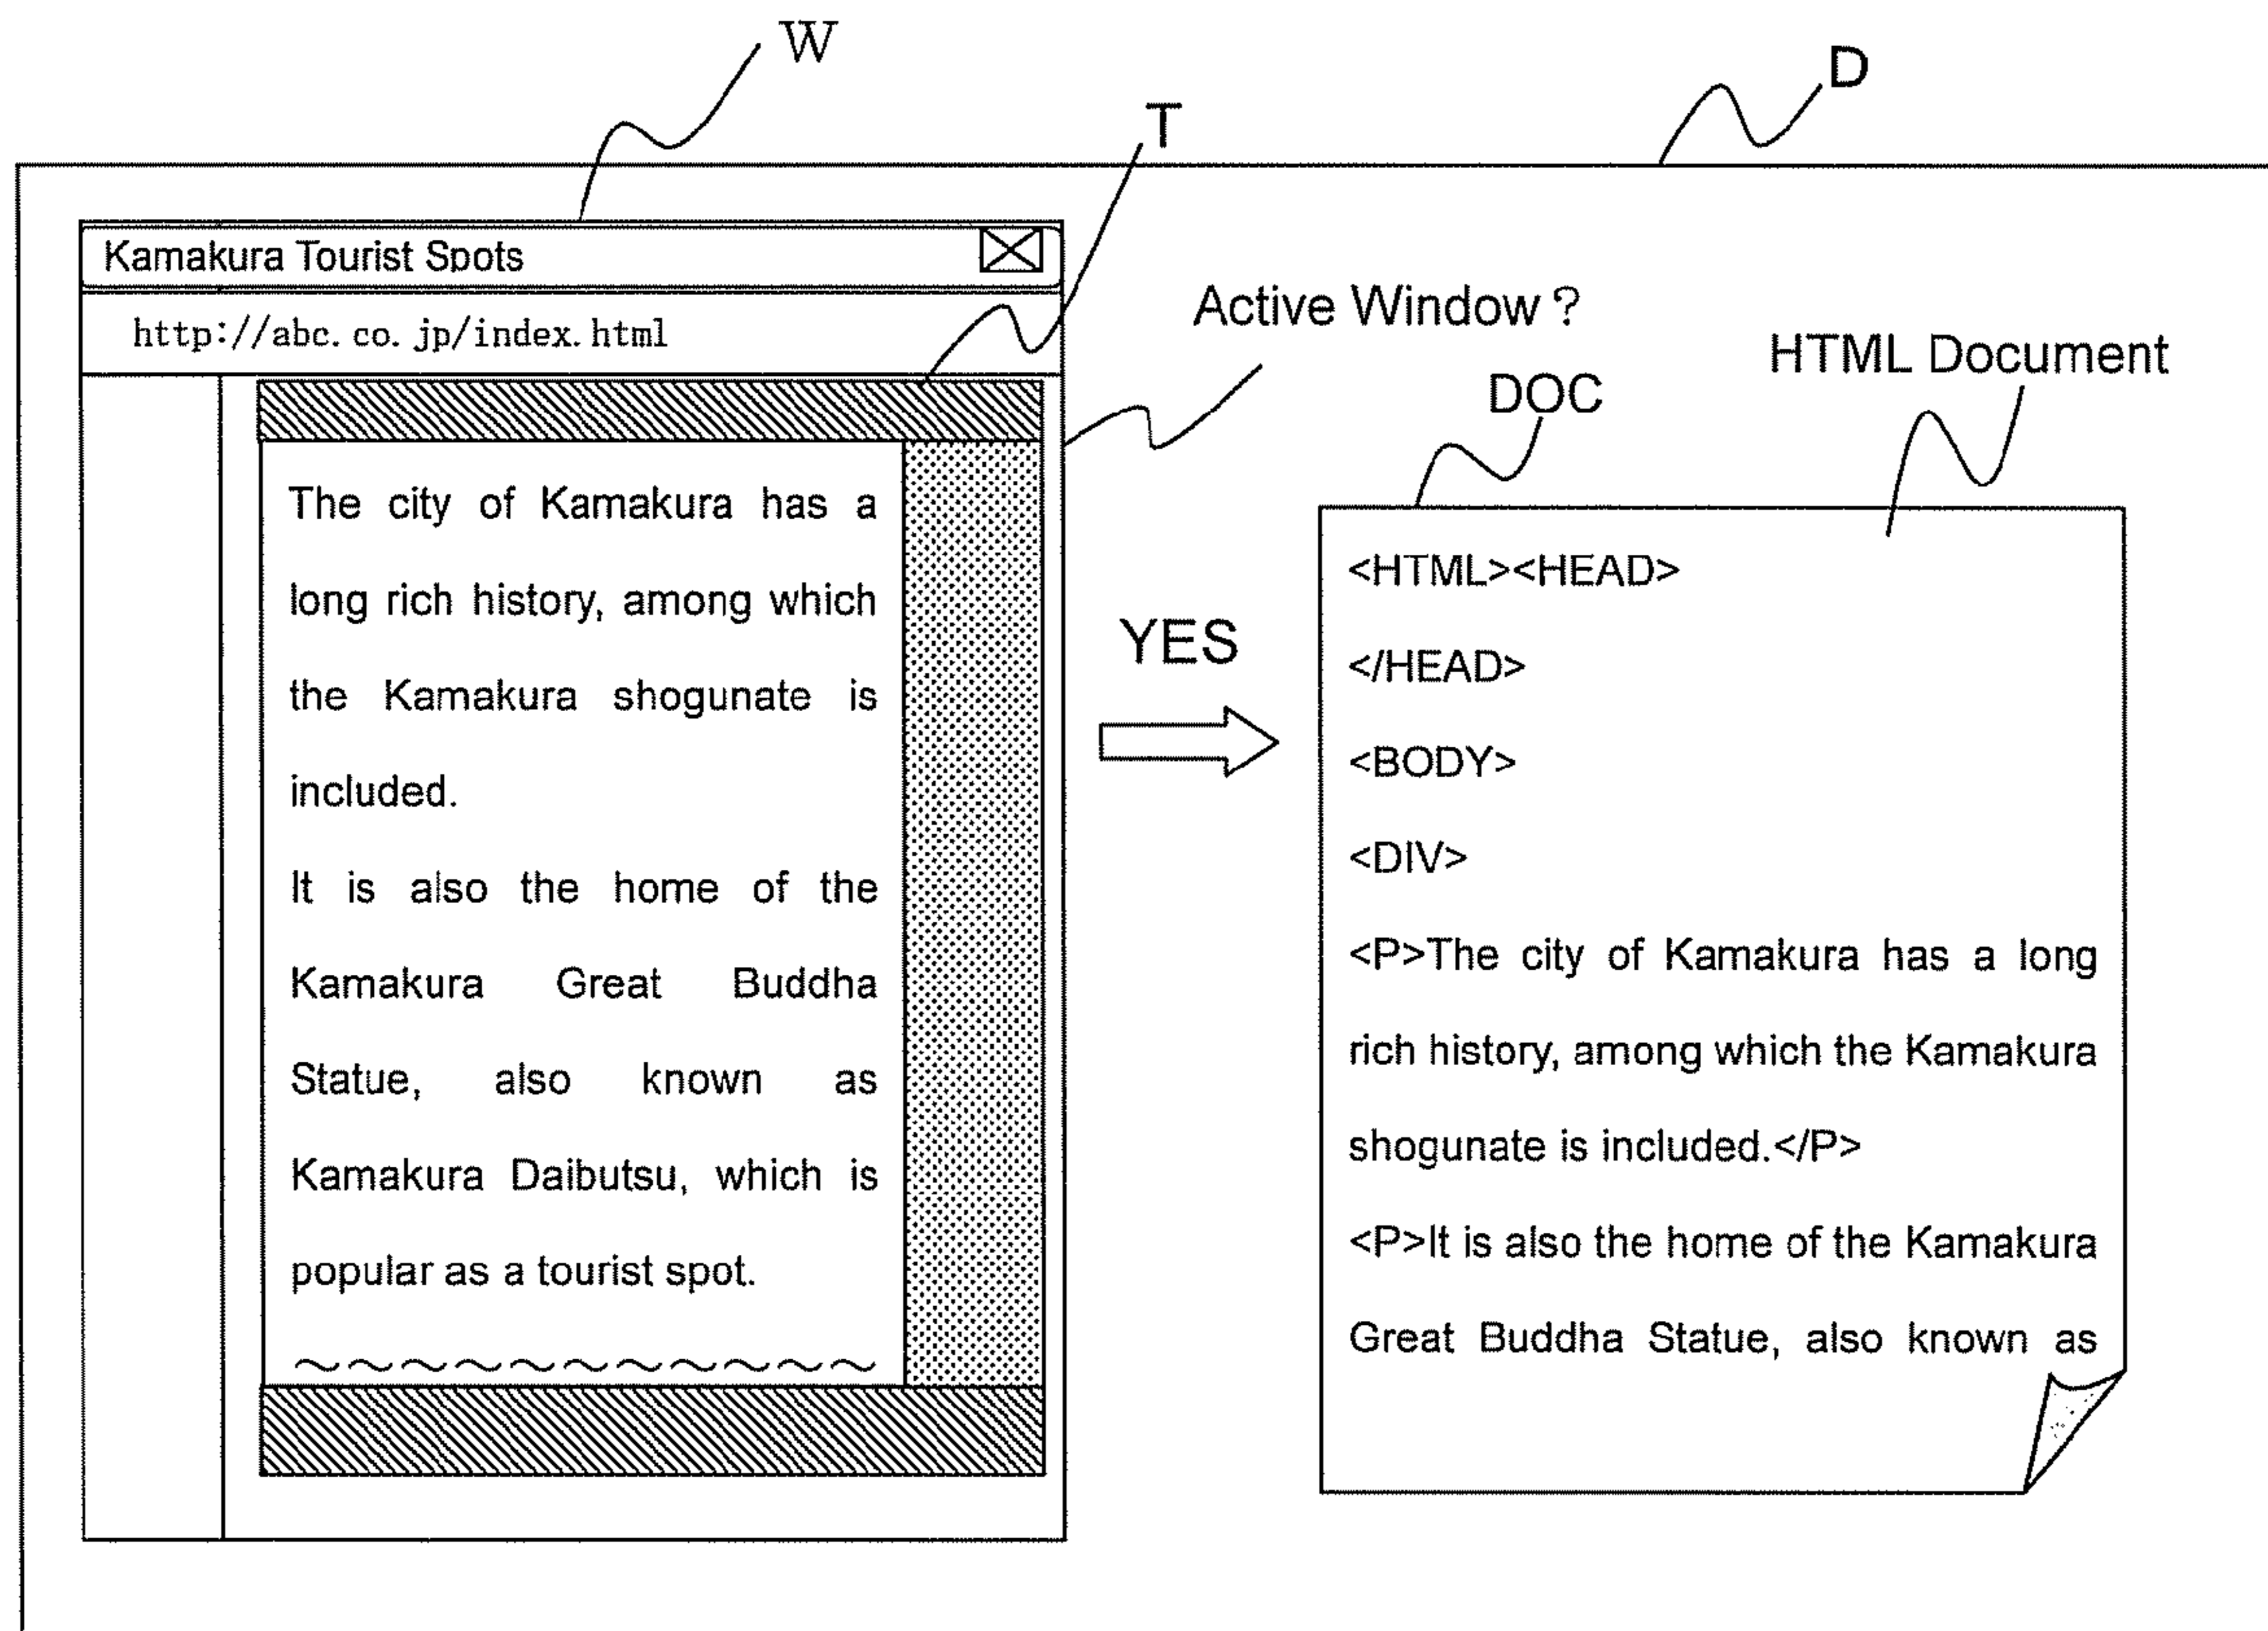 W
D
T
Kamakura Tourist Spots
http://abc.co.jp/index.html
Active Window?
HTML Document
DOC
The city of Kamakura has a
long rich history, among which
the Kamakura shogunate is
included.
It is also the home of the
Kamakura Great Buddha
Statue, also known as
Kamakura Daibutsu, which is
popular as a tourist spot.
YES
<HTML><HEAD>
</HEAD>
<BODY>
<DIV>
<P>The city of Kamakura has a long
rich history, among which the Kamakura
shogunate is included.</P>
<P>It is also the home of the Kamakura
Great Buddha Statue, also known as